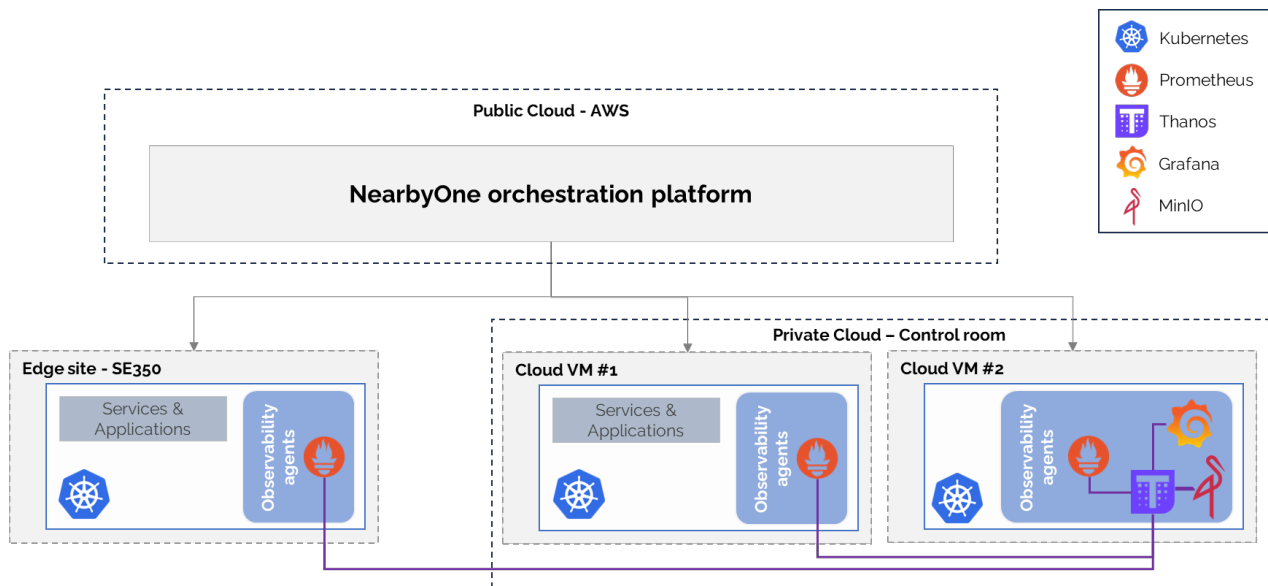 Kubernetes
Prometheus
Thanos
Grafana
MinIO
Public Cloud - AWS
NearbyOne orchestration platform
Private Cloud – Control room
Edge site - SE350
Services &
Applications
Observability
agents
Cloud VM #1
Services &
Applications
Observability
agents
Cloud VM #2
Observability
agents